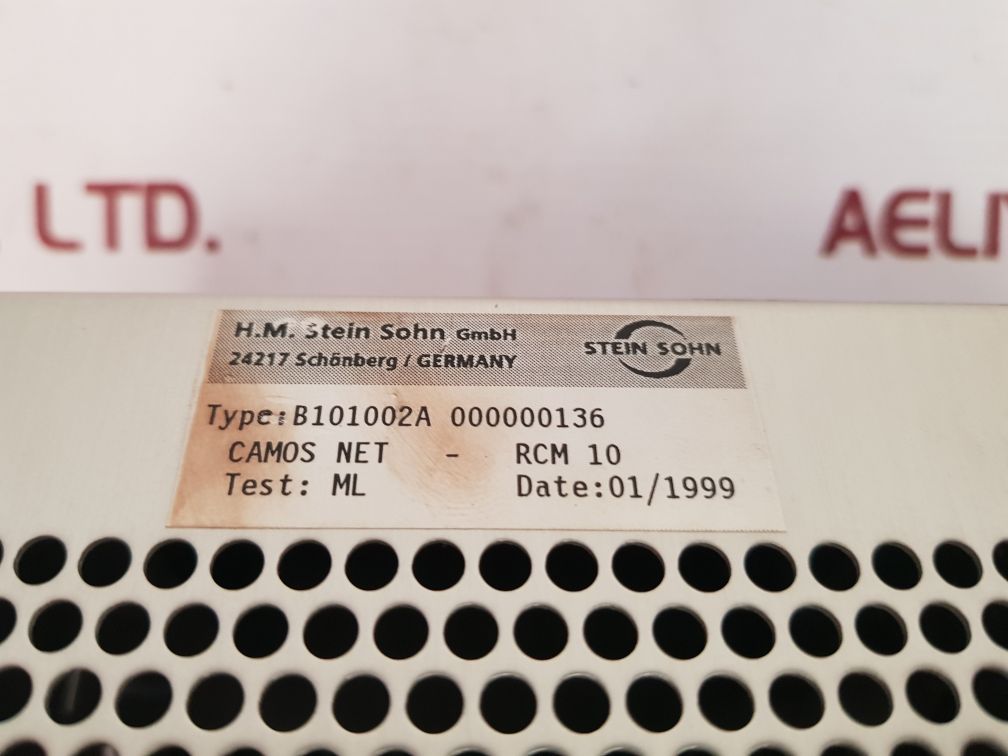 LTD.
AELIY
H.M. Stein Sohn GmbH
24217 Schönberg / GERMANY
STEIN SOHN
Type:B101002A 000000136
CAMOS NET - RCM 10
Test: ML Date:01/1999